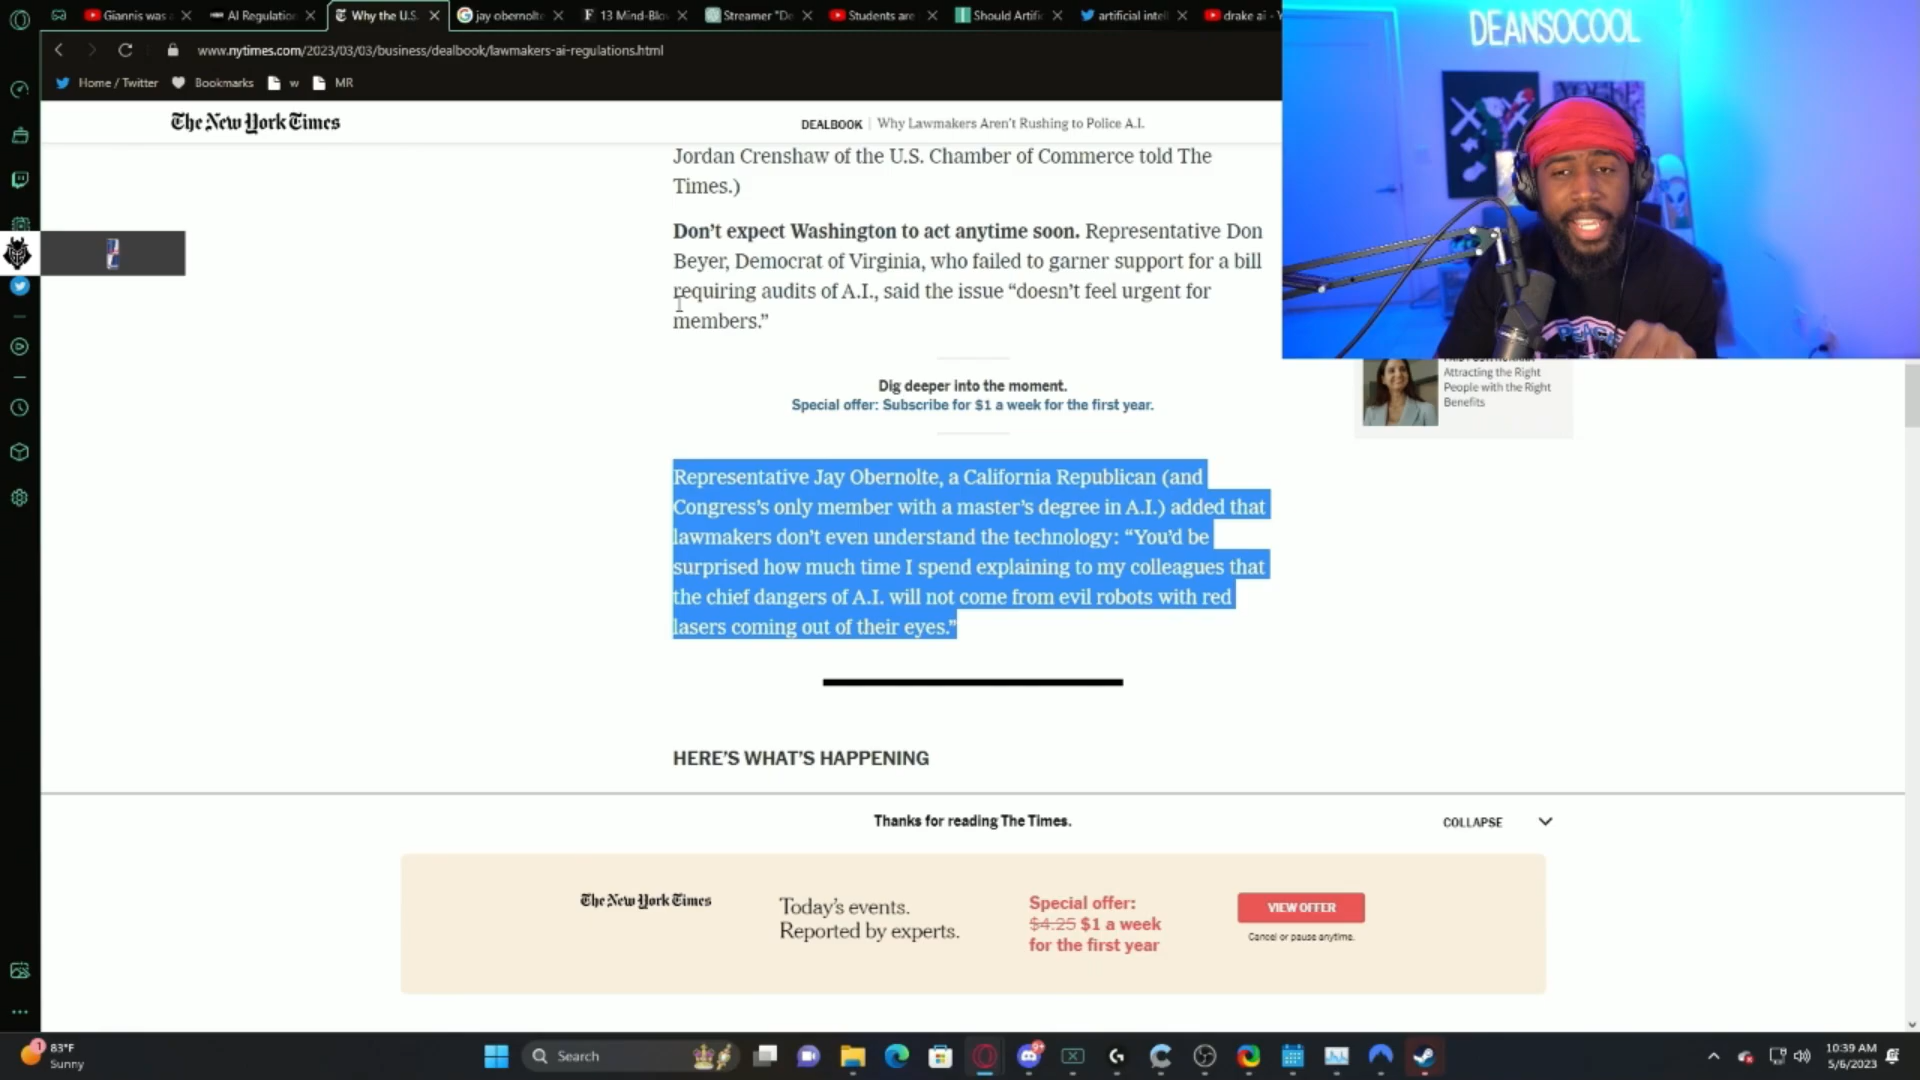 Giannis was
AI Regulation
Why the U.S.
jay obernolte
13 Mind-Blo
Streamer "De
Students are
Should Artific
artificial intel
drake ai - Y
www.nytimes.com/2023/03/03/business/dealbook/lawmakers-ai-regulations.html
Home / Twitter
Bookmarks
w
MR
DEANSOCOOL
The New York Times
DEALBOOK | Why Lawmakers Aren't Rushing to Police A.I.
Jordan Crenshaw of the U.S. Chamber of Commerce told The
Times.)
Don't expect Washington to act anytime soon. Representative Don
Beyer, Democrat of Virginia, who failed to garner support for a bill
requiring audits of A.I., said the issue “doesn't feel urgent for
members.”
Dig deeper into the moment.
Special offer: Subscribe for $1 a week for the first year.
Attracting the Right
People with the Right
Benefits
Representative Jay Obernolte, a California Republican (and
Congress's only member with a master's degree in A.I.) added that
lawmakers don't even understand the technology: “You'd be
surprised how much time I spend explaining to my colleagues that
the chief dangers of A.I. will not come from evil robots with red
lasers coming out of their eyes.”
HERE'S WHAT'S HAPPENING
Thanks for reading The Times.
COLLAPSE
The New York Times
Today's events.
Reported by experts.
Special offer:
$4.25 $1 a week
for the first year
VIEW OFFER
Cancel or pause anytime.
1
83°F
Sunny
Search
10:39 AM
5/6/2023